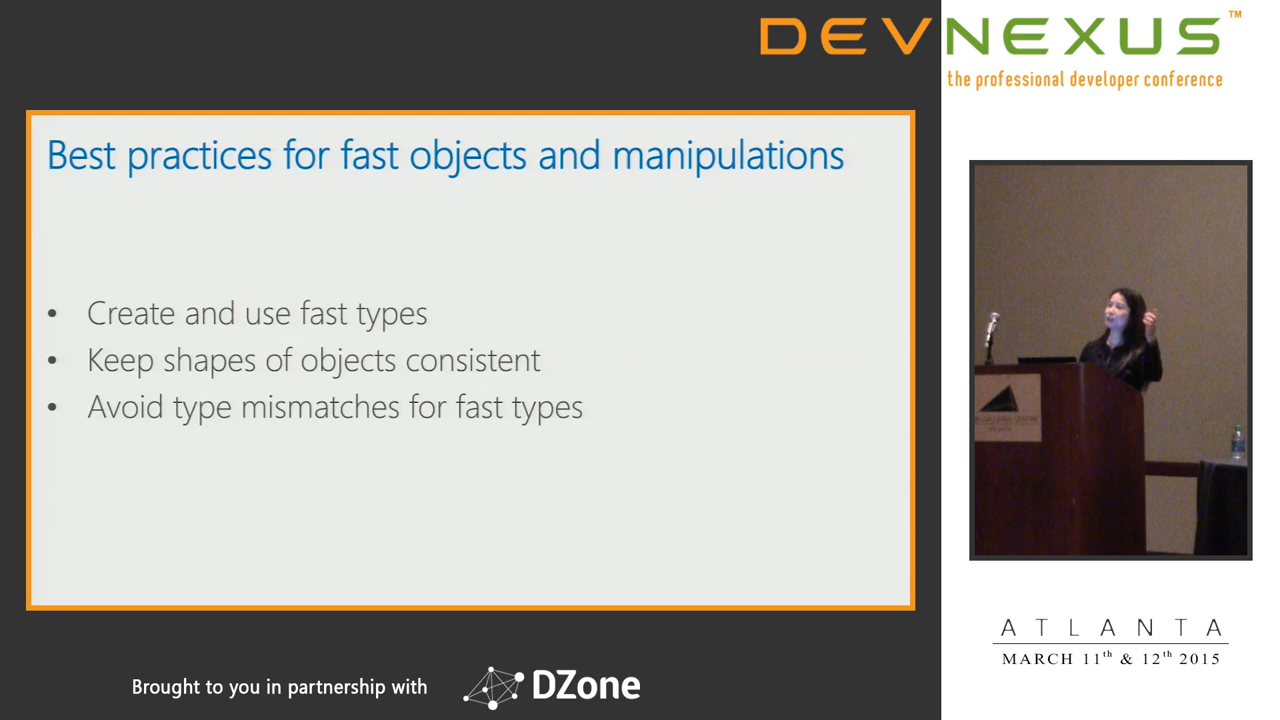 DEVNEXUS™
the professional developer conference
Best practices for fast objects and manipulations
• Create and use fast types
• Keep shapes of objects consistent
• Avoid type mismatches for fast types
ATLANTA
MARCH 11th & 12th 2015
Brought to you in partnership with
DZone